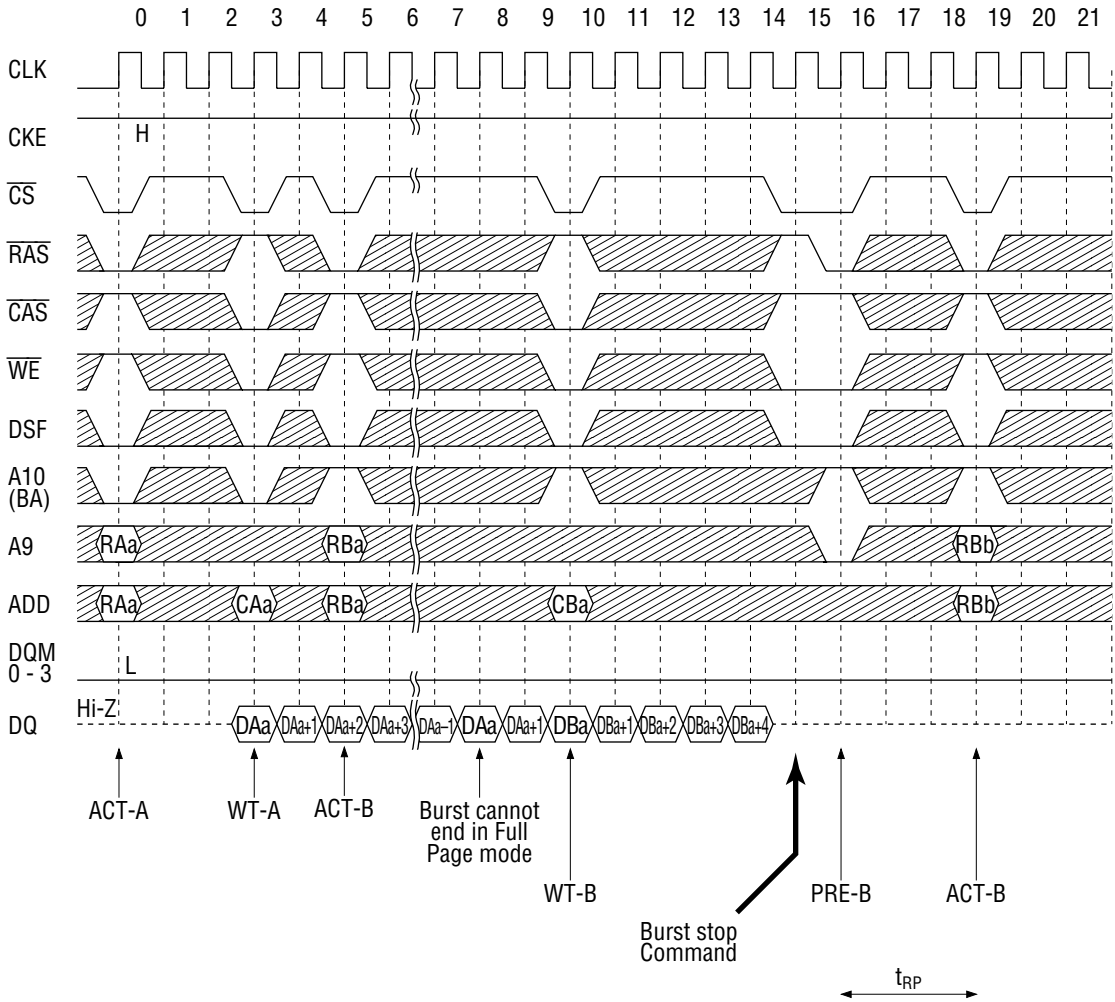 0 1 2 3 4 5 6 7 8 9 10 11 12 13 14 15 16 17 18 19 20 21
CLK
CKE H
CS
RAS
CAS
WE
DSF
A10
(BA)
A9 RAa RBa RBb
ADD RAa CAa RBa CBa RBb
DQM
0 - 3 L
Hi-Z
DQ DAa DAa+1 DAa+2 DAa+3 DAa–1 DAa DAa+1 DBa DBa+1 DBa+2 DBa+3 DBa+4
ACT-A WT-A ACT-B Burst cannot
end in Full
Page mode
WT-B PRE-B ACT-B
Burst stop
Command
tRP